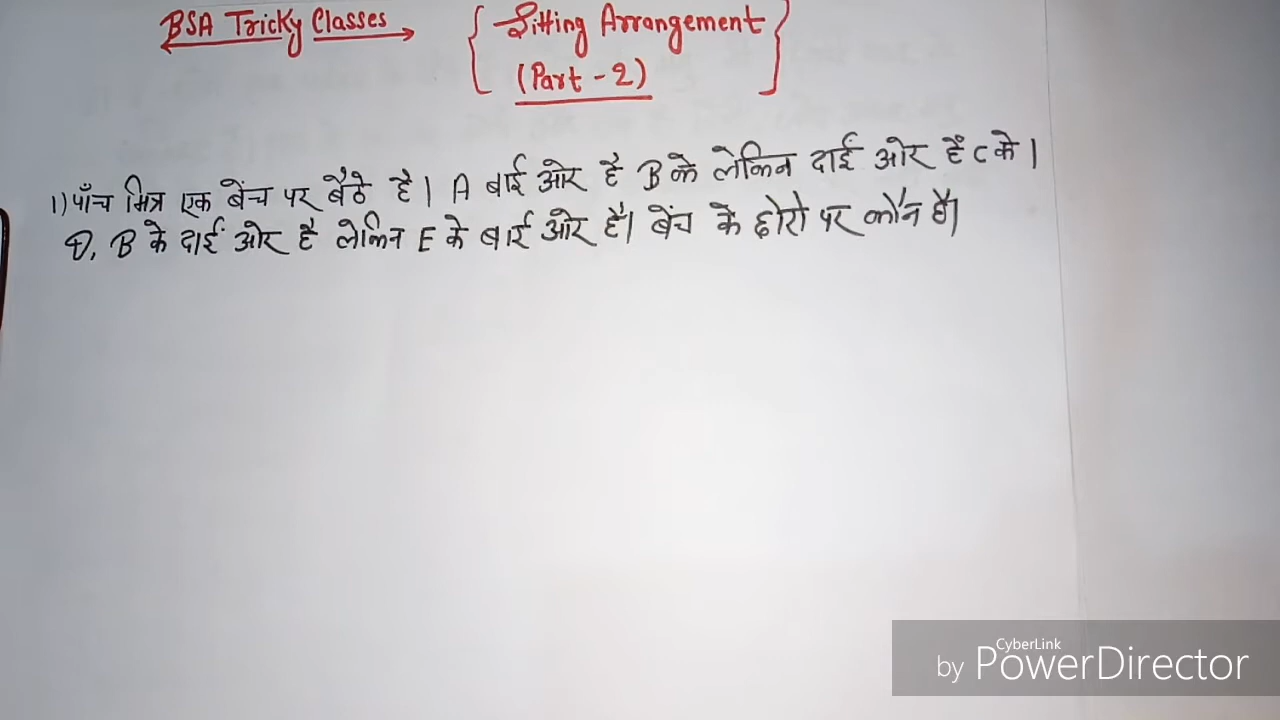 BSA Tricky Classes
Sitting Arrangement
(Part - 2)
1) पाँच मित्र एक बेंच पर बैठे है। A बाई ओर है B के लेकिन दाई ओर हैं C के।
D, B के दाई ओर है लेकिन E के बाई ओर है। बेंच के छोरो पर कौन है।
CyberLink
by PowerDirector